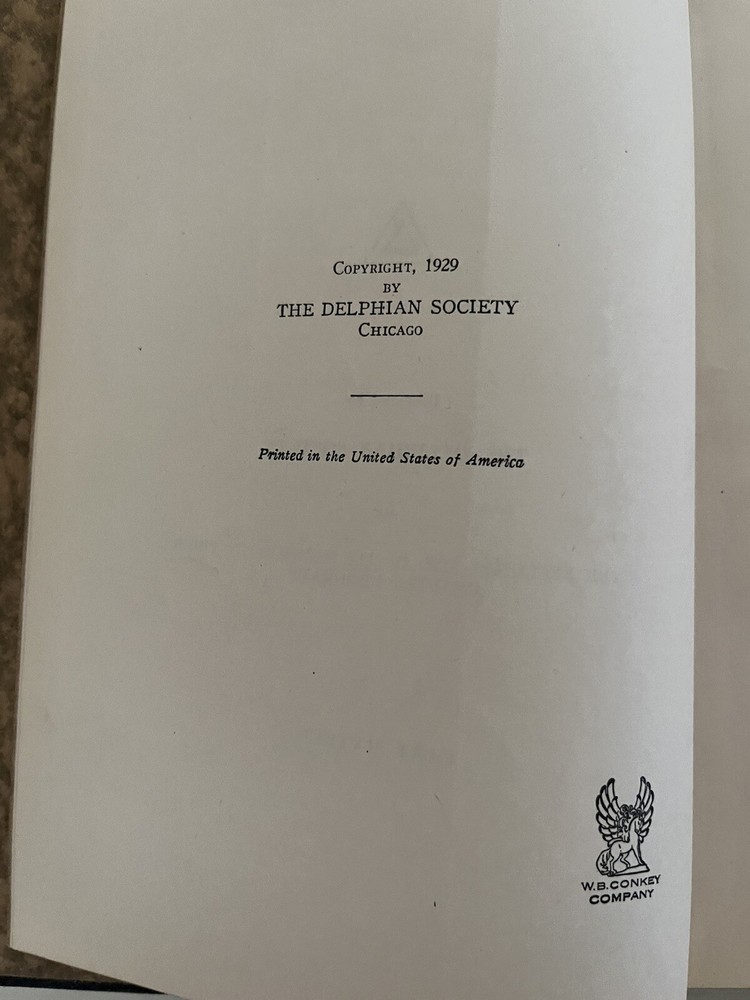 Copyright, 1929
BY
THE DELPHIAN SOCIETY
Chicago
Printed in the United States of America
W.B.CONKEY
COMPANY